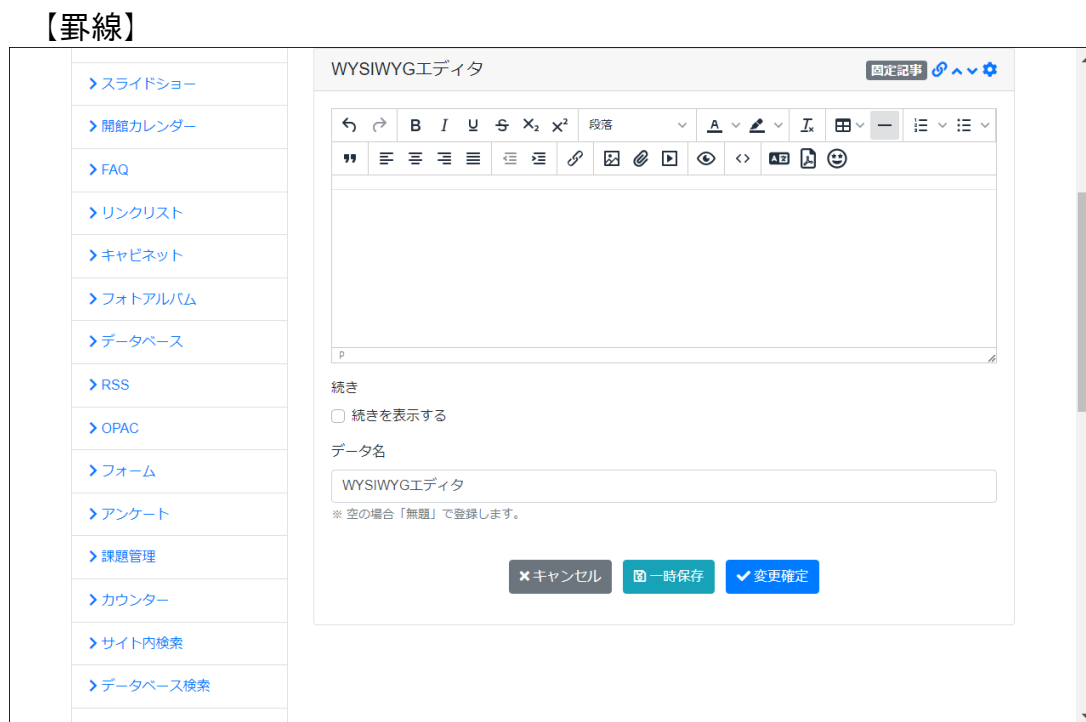 【罫線】
スライドショー
開館カレンダー
FAQ
リンクリスト
キャビネット
フォトアルバム
データベース
RSS
OPAC
フォーム
アンケート
課題管理
カウンター
サイト内検索
データベース検索
WYSIWYGエディタ
固定記事
段落
p
続き
続きを表示する
データ名
WYSIWYGエディタ
※ 空の場合「無題」で登録します。
キャンセル
一時保存
変更確定